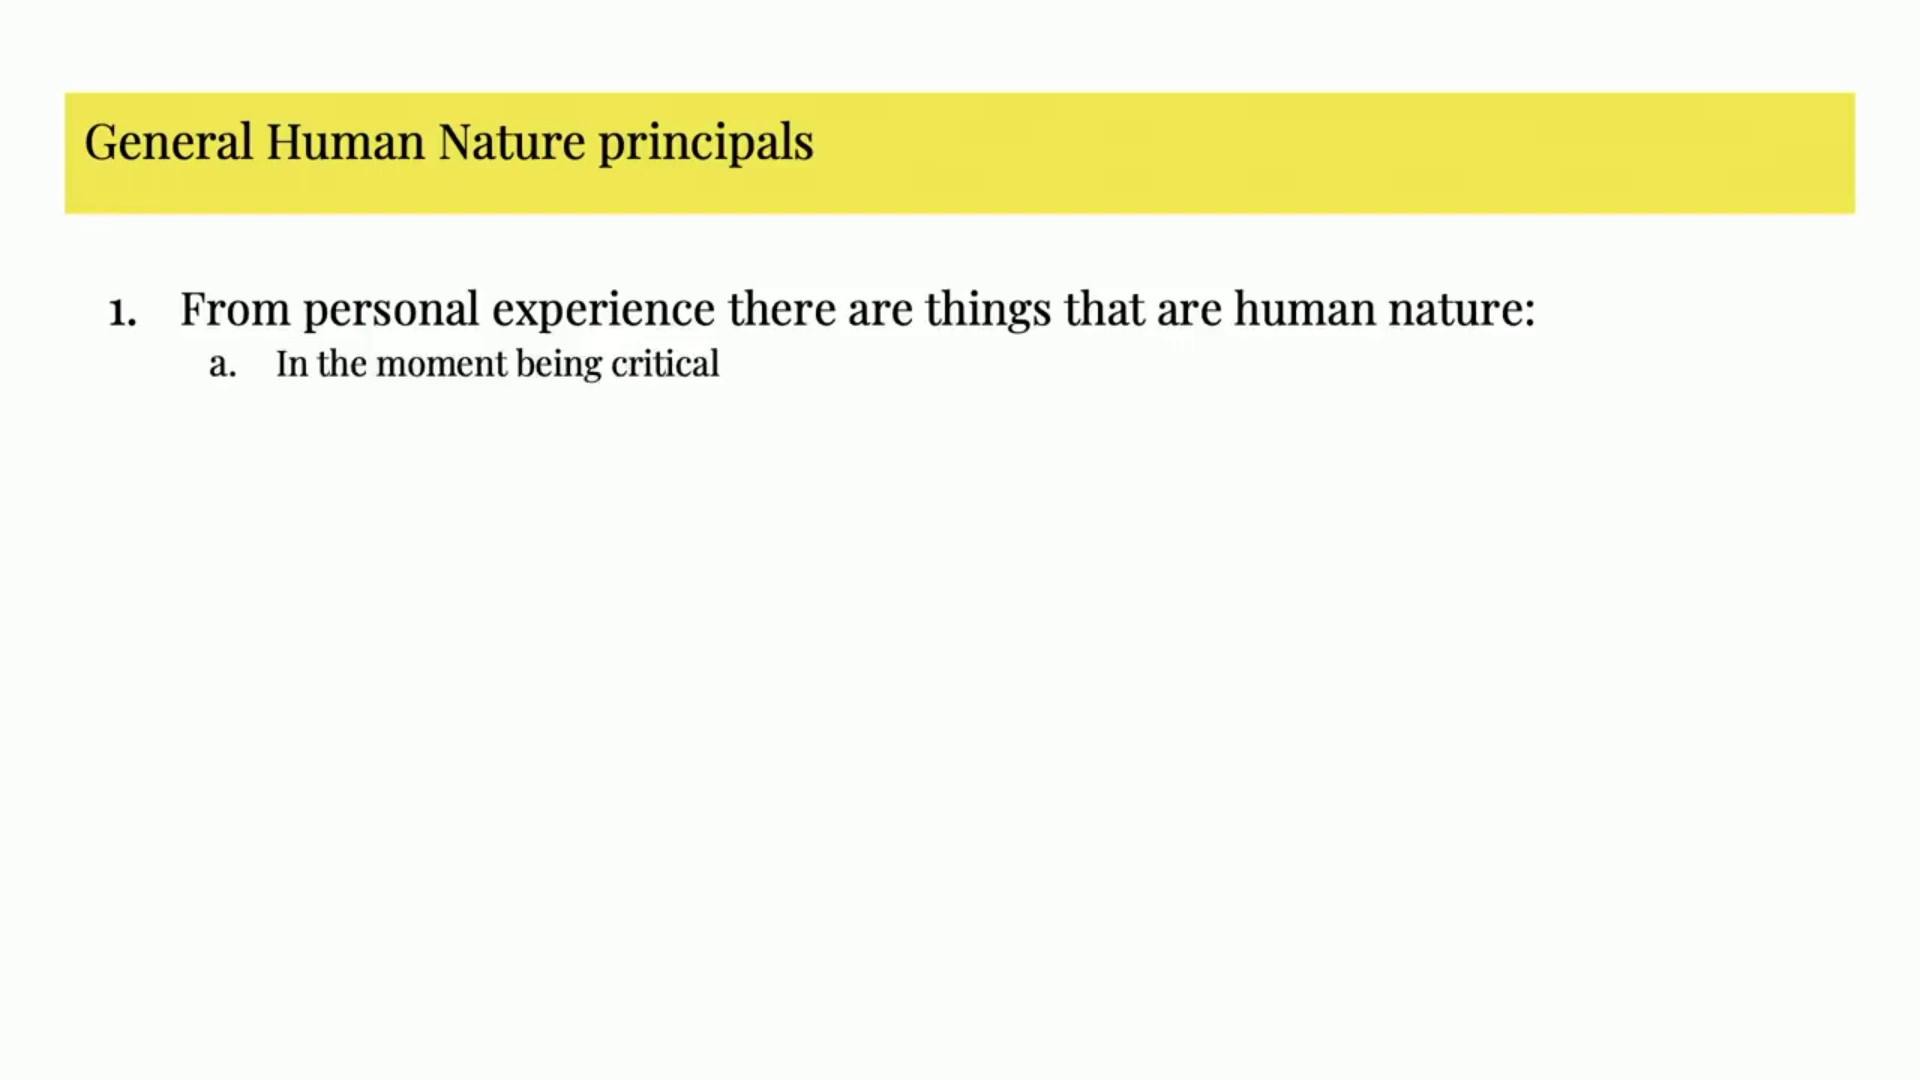 General Human Nature principals
1. From personal experience there are things that are human nature:
a. In the moment being critical